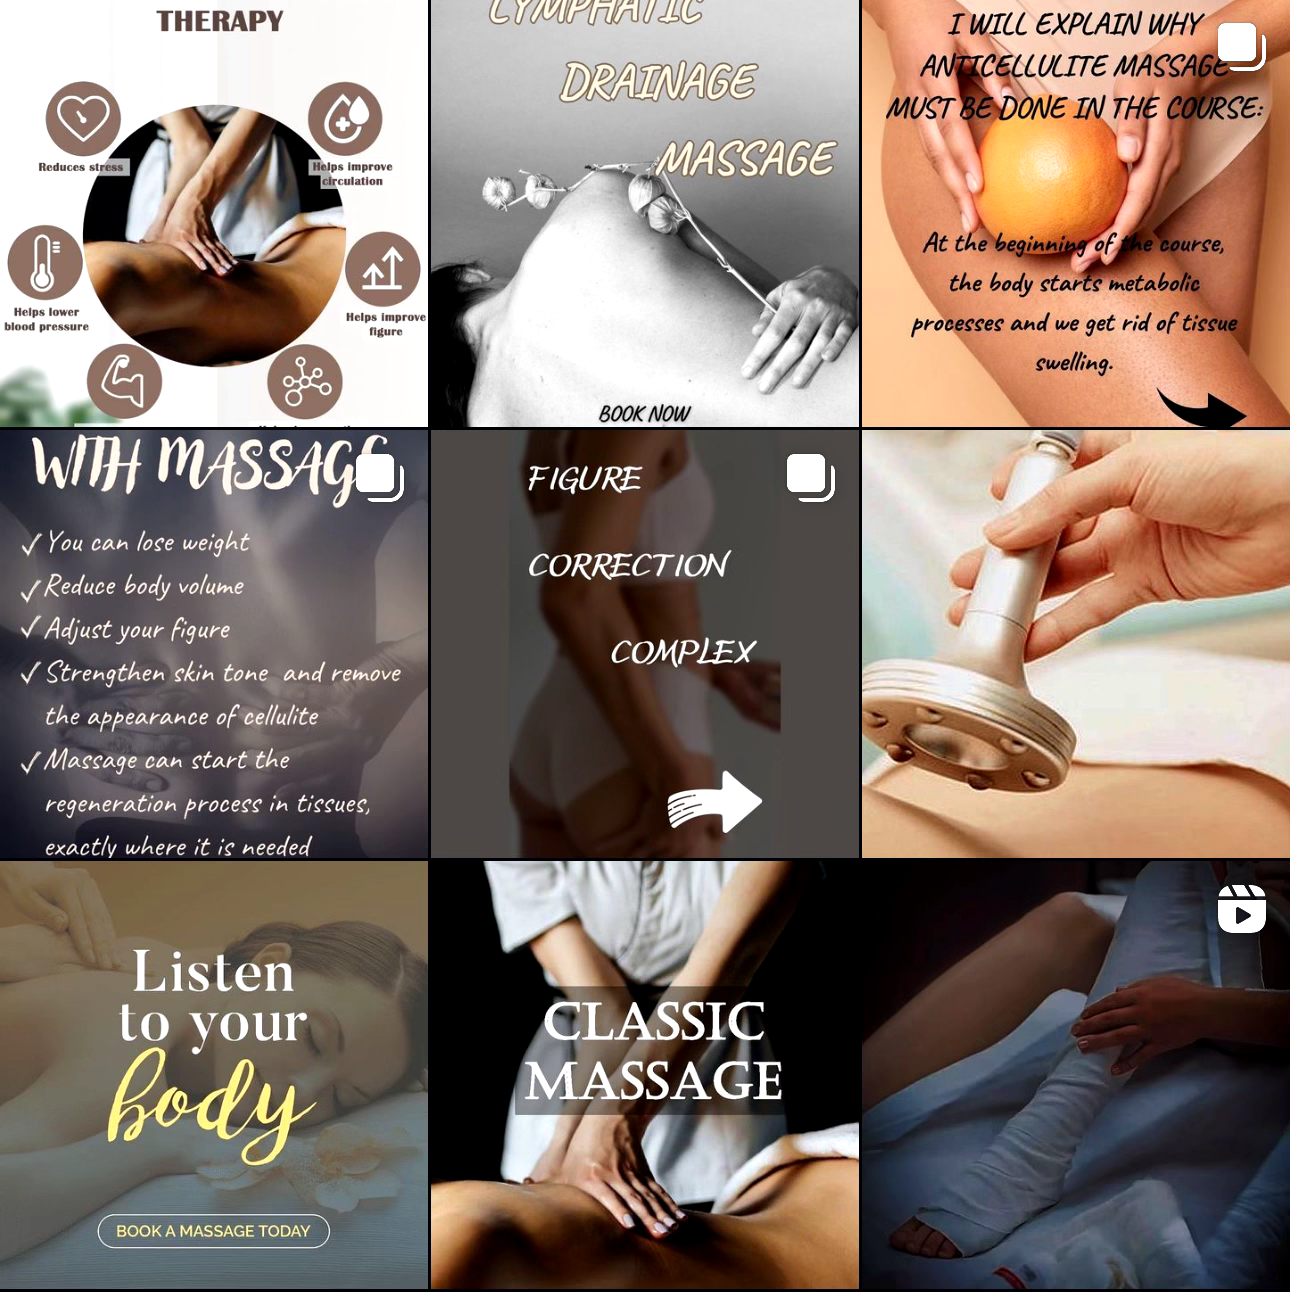 THERAPY
Reduces stress
Helps improve
circulation
Helps lower
blood pressure
Helps improve
figure
LYMPHATIC
DRAINAGE
MASSAGE
BOOK NOW
I WILL EXPLAIN WHY
ANTICELLULITE MASSAGE
MUST BE DONE IN THE COURSE:
At the beginning of the course,
the body starts metabolic
processes and we get rid of tissue
swelling.
WITH MASSAGE
You can lose weight
Reduce body volume
Adjust your figure
Strengthen skin tone and remove
the appearance of cellulite
Massage can start the
regeneration process in tissues,
exactly where it is needed
FIGURE
CORRECTION
COMPLEX
Listen
to your
body
BOOK A MASSAGE TODAY
CLASSIC
MASSAGE